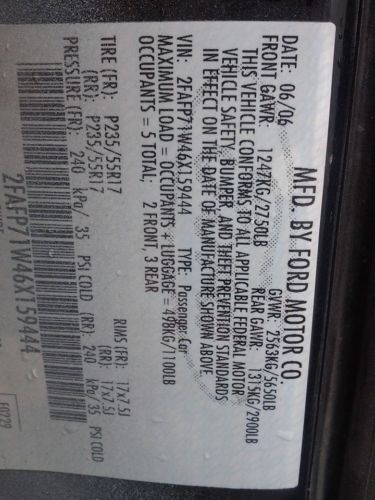 MFD. BY FORD MOTOR CO.
DATE: 06/06 GVWR: 2563KG/5650LB
FRONT GAWR: 1247KG/2750LB REAR GAWR: 1315KG/2900LB
THIS VEHICLE CONFORMS TO ALL APPLICABLE FEDERAL MOTOR
VEHICLE SAFETY, BUMPER, AND THEFT PREVENTION STANDARDS
IN EFFECT ON THE DATE OF MANUFACTURE SHOWN ABOVE.
VIN: 2FAFP71W46X159444 TYPE: Passenger Car
MAXIMUM LOAD = OCCUPANTS + LUGGAGE = 498KG/1100LB
OCCUPANTS = 5 TOTAL; 2 FRONT, 3 REAR
TIRE (FR): P235/55R17 RIMS (FR): 17x7.5J
(RR): P235/55R17 (RR): 17x7.5J
PRESSURE (FR): 240 kPa/ 35 PSI COLD (RR): 240 kPa/35 PSI COLD
2FAFP71W46X159444
F0229